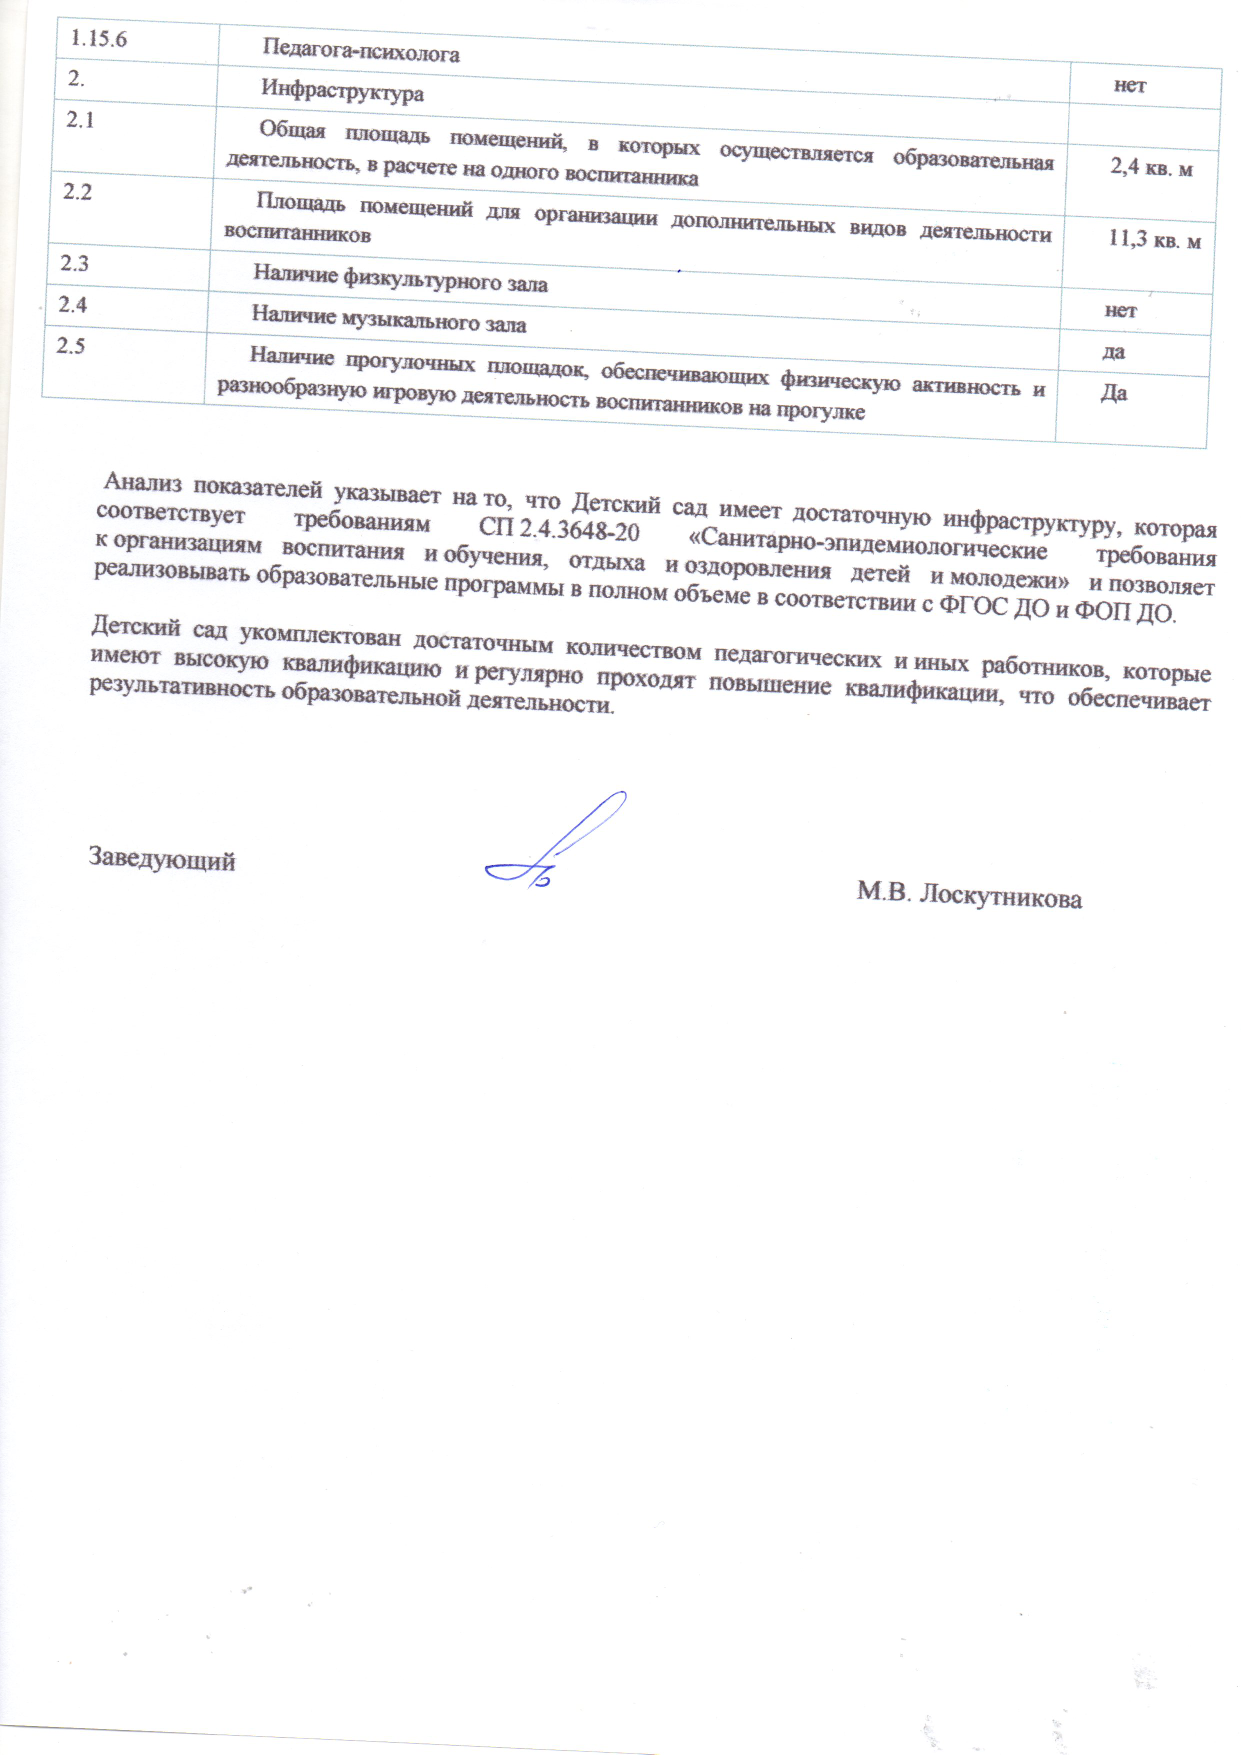 1.15.6 Педагога-психолога нет
2. Инфраструктура
2.1 Общая площадь помещений, в которых осуществляется образовательная
деятельность, в расчете на одного воспитанника 2,4 кв. м
2.2 Площадь помещений для организации дополнительных видов деятельности
воспитанников 11,3 кв. м
2.3 Наличие физкультурного зала нет
2.4 Наличие музыкального зала да
2.5 Наличие прогулочных площадок, обеспечивающих физическую активность и
разнообразную игровую деятельность воспитанников на прогулке Да
Анализ показателей указывает на то, что Детский сад имеет достаточную инфраструктуру, которая
соответствует требованиям СП 2.4.3648-20 «Санитарно-эпидемиологические требования
к организациям воспитания и обучения, отдыха и оздоровления детей и молодежи» и позволяет
реализовывать образовательные программы в полном объеме в соответствии с ФГОС ДО и ФОП ДО.
Детский сад укомплектован достаточным количеством педагогических и иных работников, которые
имеют высокую квалификацию и регулярно проходят повышение квалификации, что обеспечивает
результативность образовательной деятельности.
Заведующий
М.В. Лоскутникова